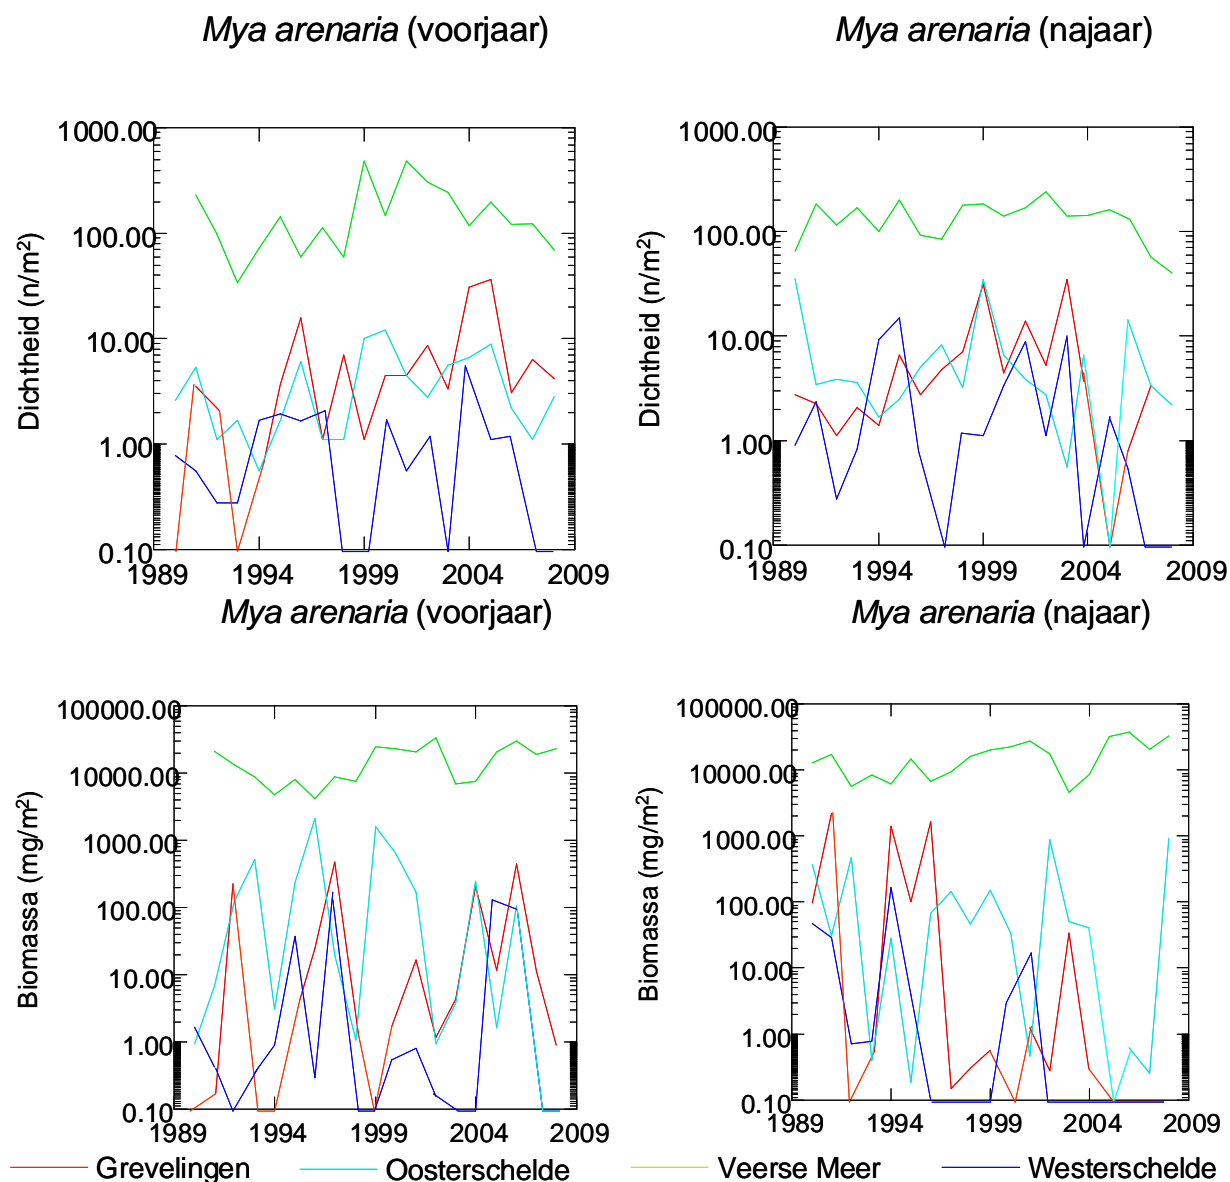 Mya arenaria (voorjaar)
Mya arenaria (najaar)
1000.00
100.00
10.00
1.00
0.10
Dichtheid (n/m²)
1989 1994 1999 2004 2009
1000.00
100.00
10.00
1.00
0.10
Dichtheid (n/m²)
1989 1994 1999 2004 2009
Mya arenaria (voorjaar)
Mya arenaria (najaar)
100000.00
10000.00
1000.00
100.00
10.00
1.00
0.10
Biomassa (mg/m²)
1989 1994 1999 2004 2009
100000.00
10000.00
1000.00
100.00
10.00
1.00
0.10
Biomassa (mg/m²)
1989 1994 1999 2004 2009
Grevelingen Oosterschelde Veerse Meer Westerschelde